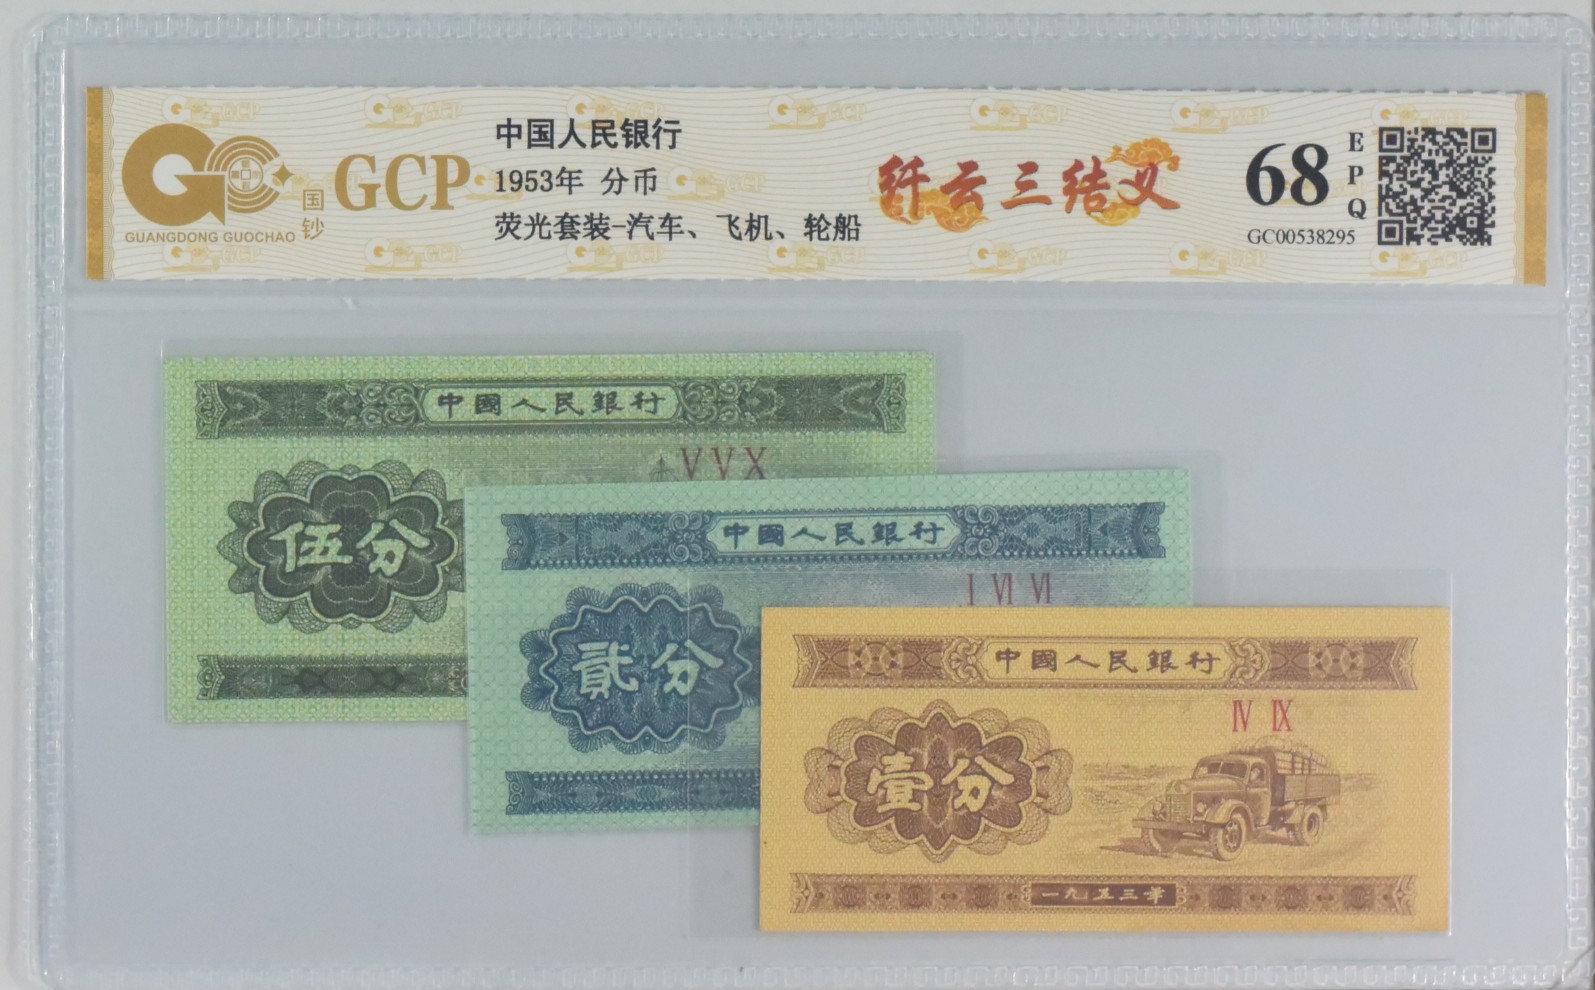 GUANGDONG GUOCHAO
国钞
GCP
中国人民银行
1953年 分币
荧光套装-汽车、飞机、轮船
纤云三结义
68
EPQ
GC00538295
中國人民銀行
V V X
伍分
中國人民銀行
I VI VI
貳分
中國人民銀行
IV IX
壹分
一九五三年